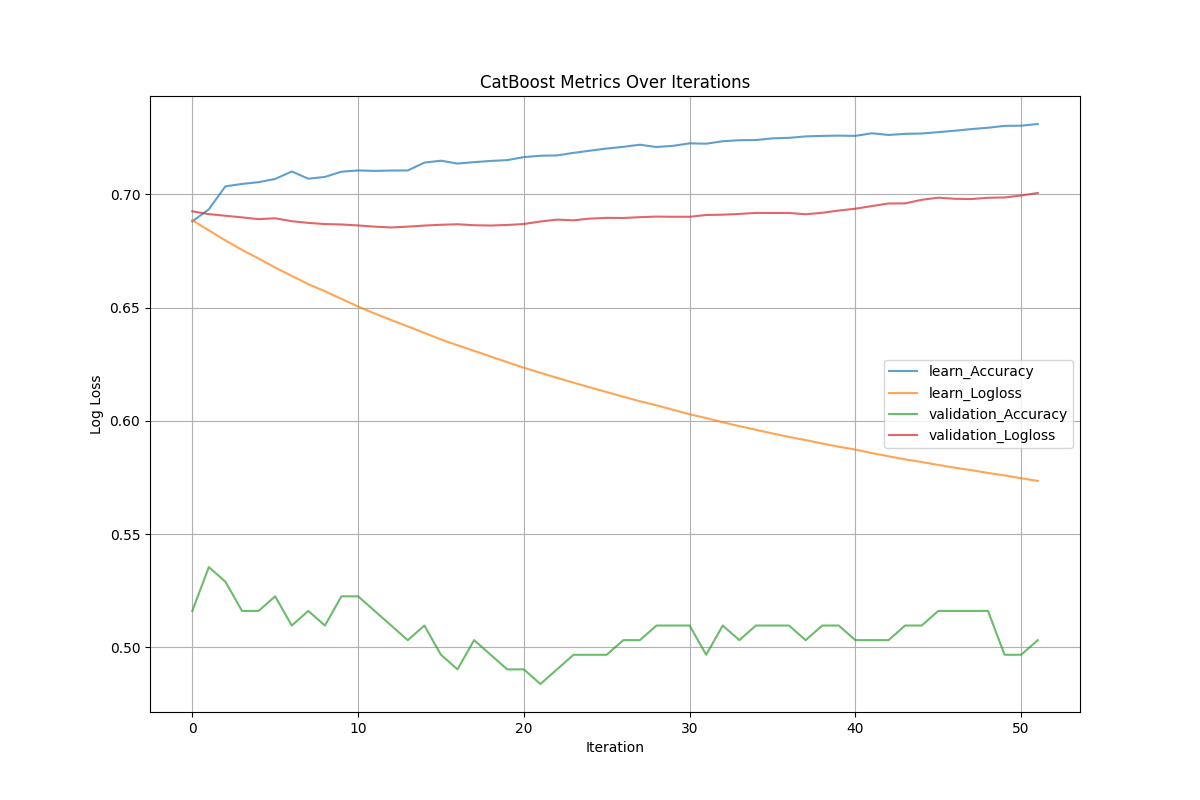 CatBoost Metrics Over Iterations
0.70
0.65
0.60
0.55
0.50
Log Loss
learn_Accuracy
learn_Logloss
validation_Accuracy
validation_Logloss
0 10 20 30 40 50
Iteration